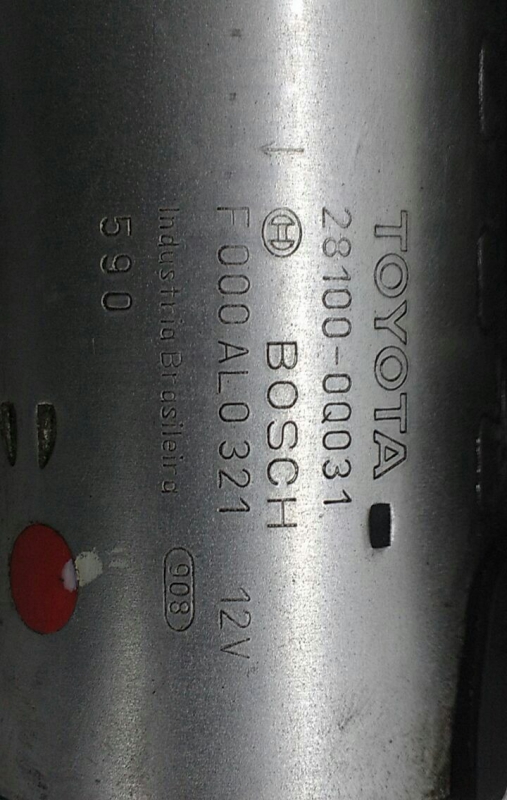 TOYOTA
28100-0Q031
BOSCH
F 000 AL0 321 12V
Industria Brasileira 908
590